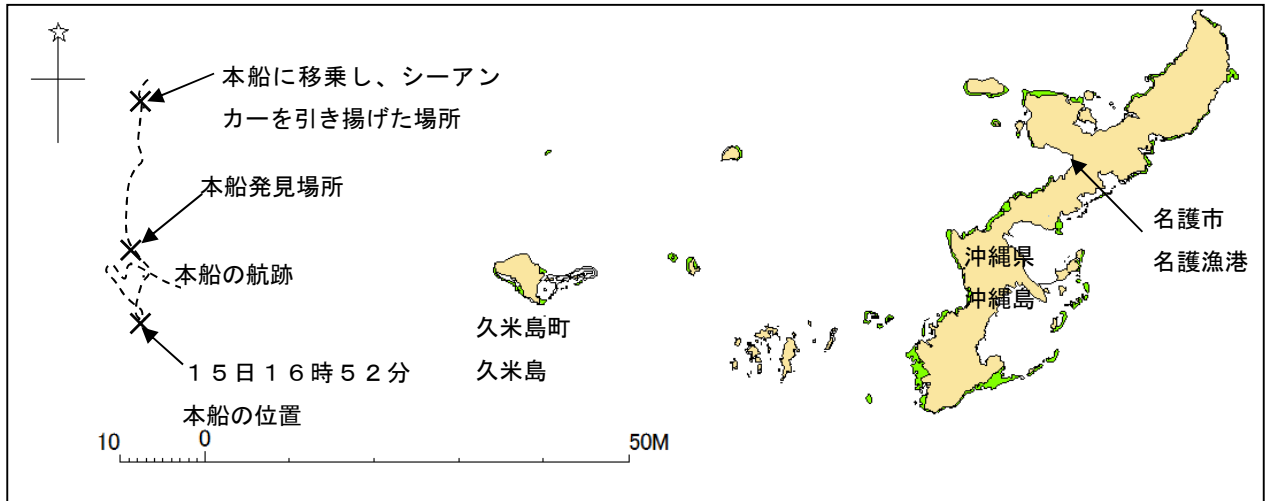 本船に移乗し、シーアン
カーを引き揚げた場所
本船発見場所
本船の航跡
１５日１６時５２分
本船の位置
久米島町
久米島
沖縄県
沖縄島
名護市
名護漁港
10 0 50M